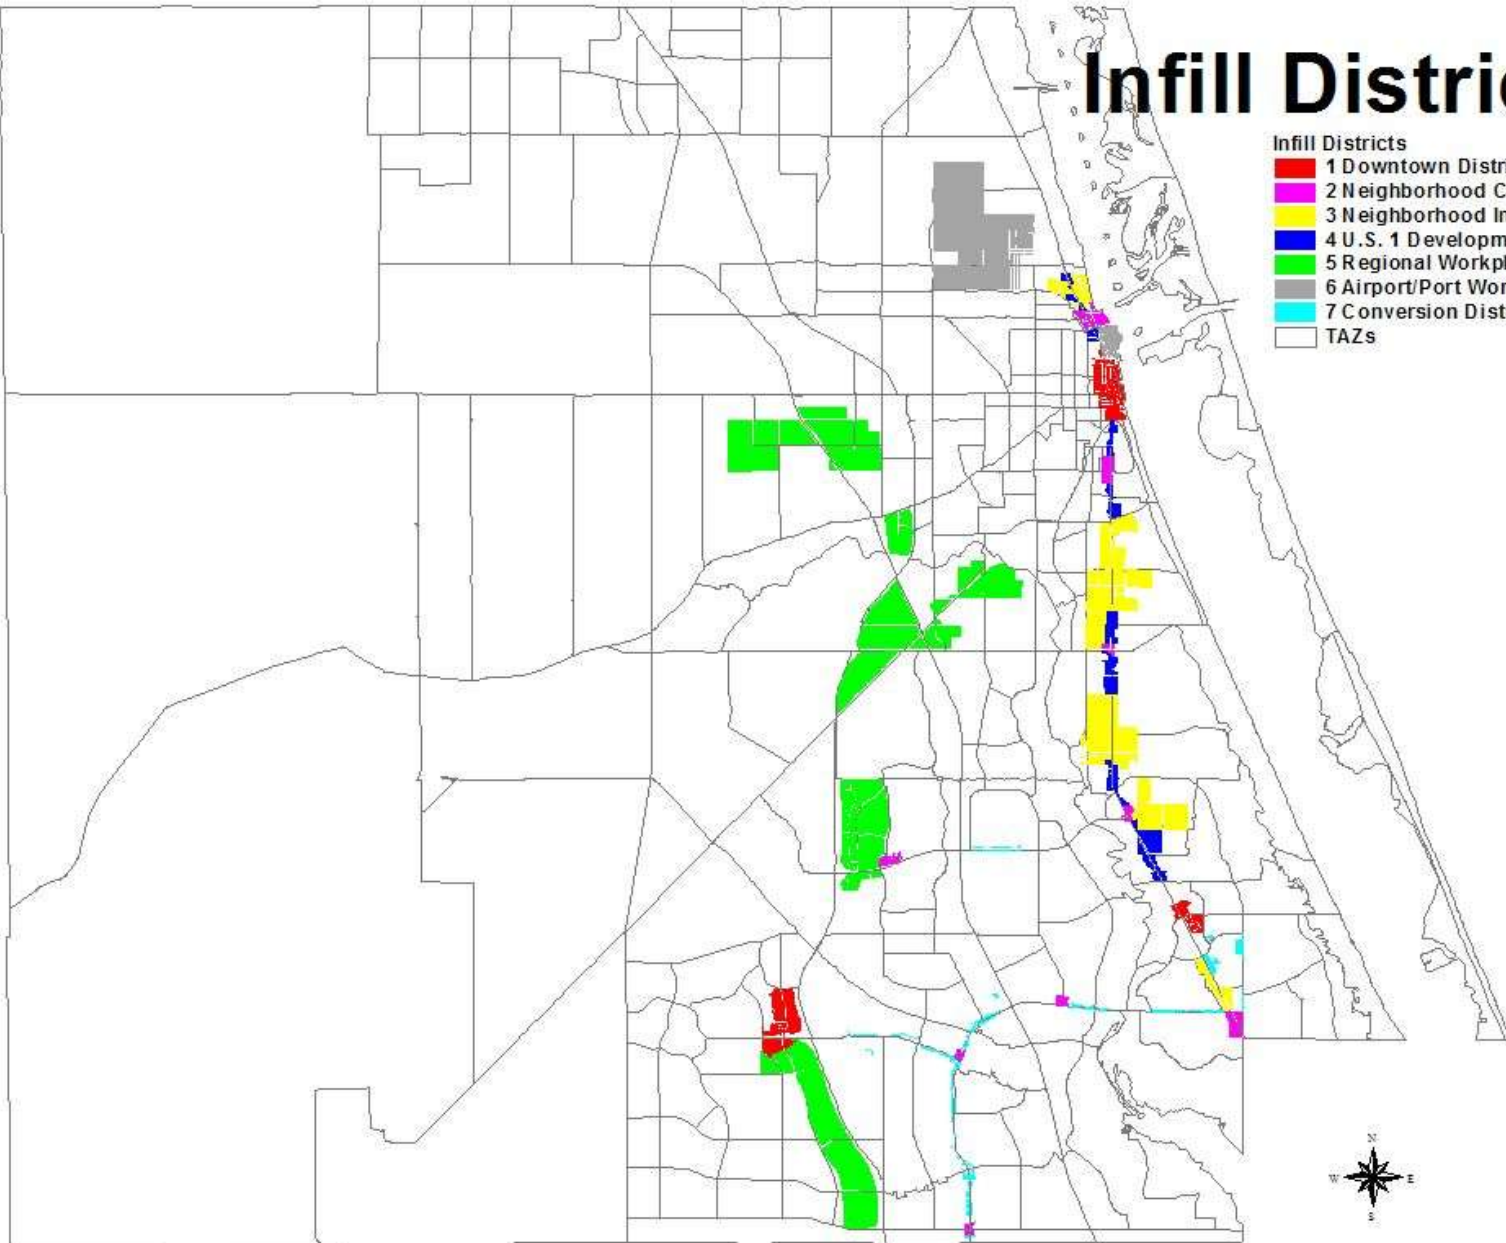 Infill Distric
Infill Districts
1 Downtown Distri
2 Neighborhood C
3 Neighborhood In
4 U.S. 1 Developm
5 Regional Workpl
6 Airport/Port Wor
7 Conversion Dist
TAZs
N
W E
S